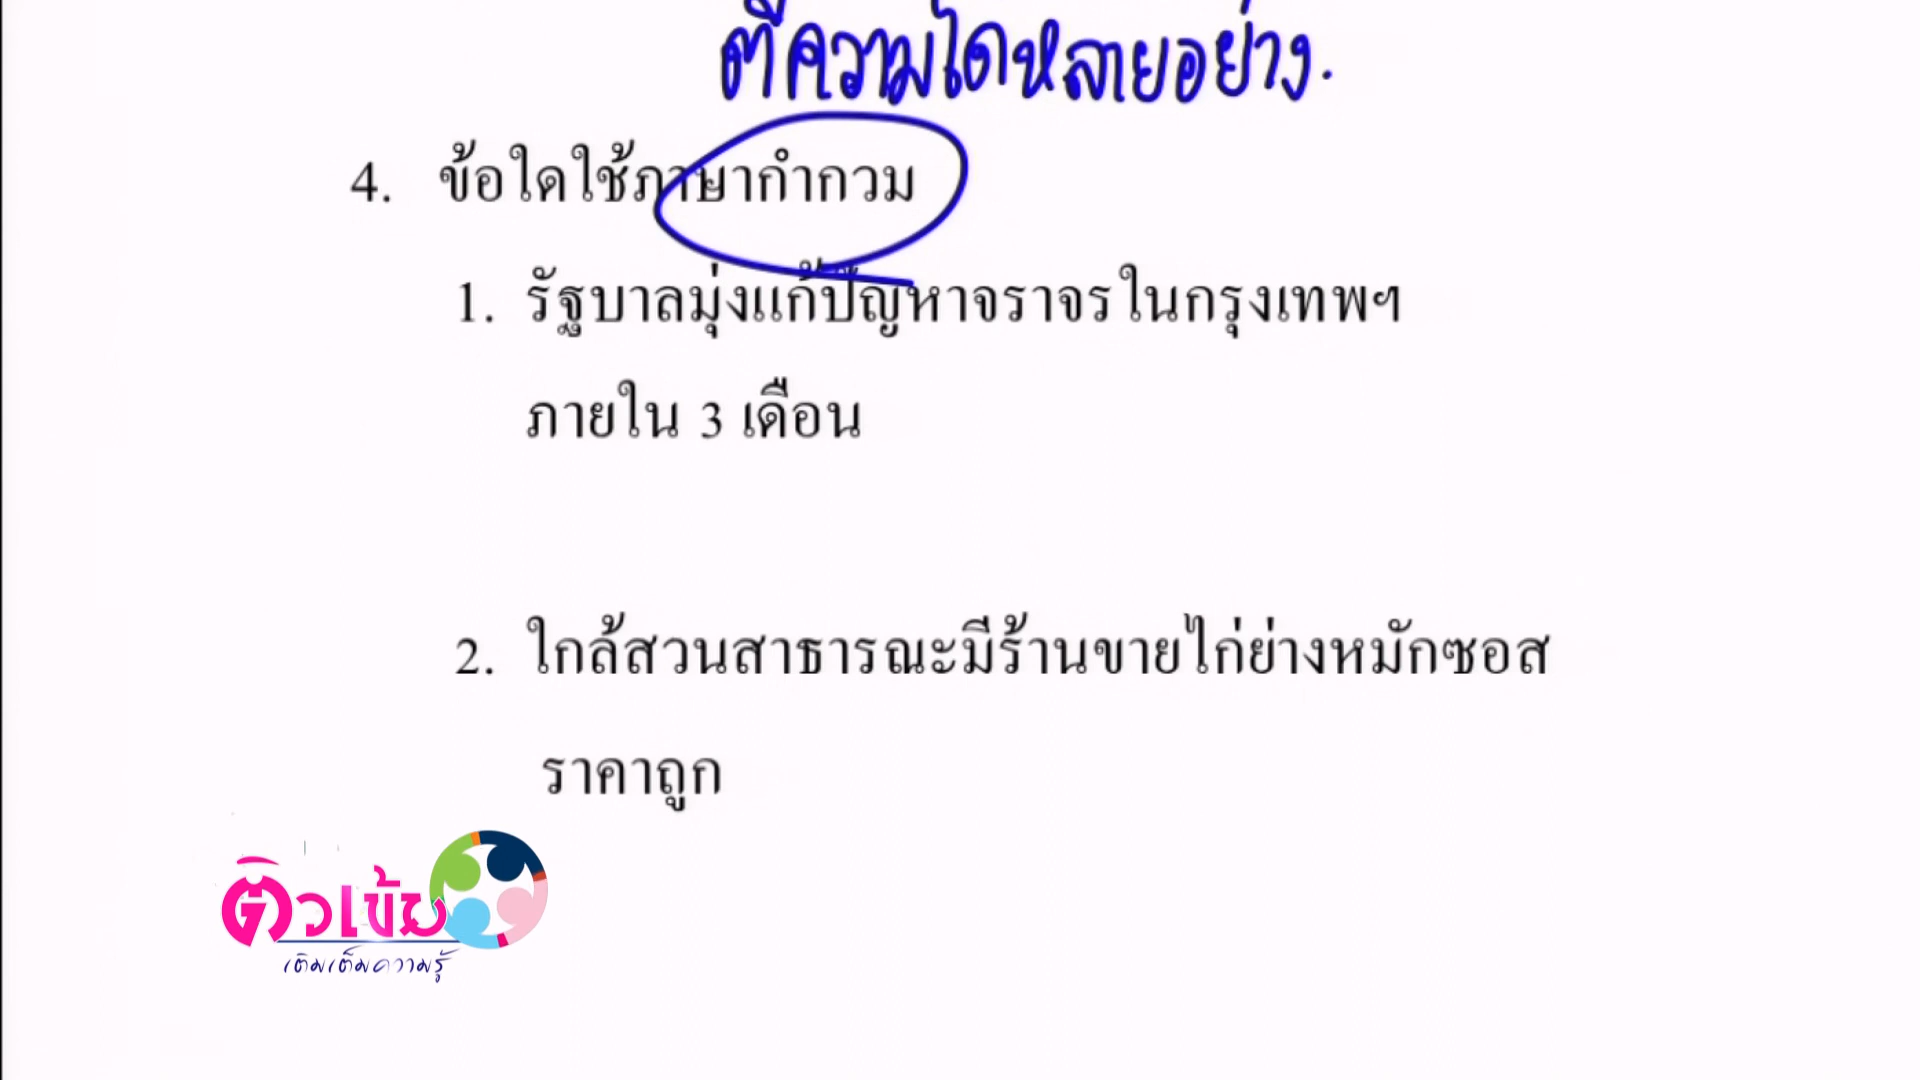 ตีความได้หลายอย่าง.
4. ข้อใดใช้ภาษากำกวม
1. รัฐบาลมุ่งแก้ปัญหาจราจรในกรุงเทพฯ
ภายใน 3 เดือน
2. ใกล้สวนสาธารณะมีร้านขายไก่ย่างหมักซอส
ราคาถูก
ติวเข้ม
เติมเต็มความรู้